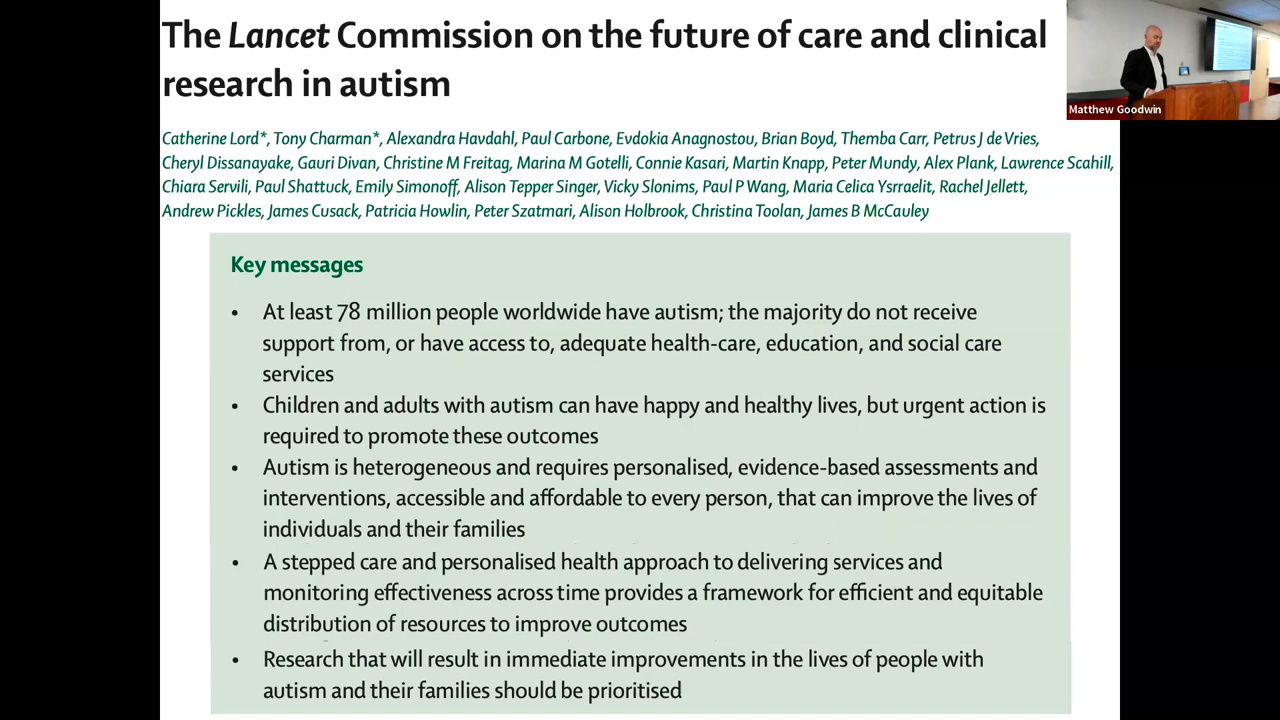 The Lancet Commission on the future of care and clinical
research in autism
Matthew Goodwin
Catherine Lord*, Tony Charman*, Alexandra Havdahl, Paul Carbone, Evdokia Anagnostou, Brian Boyd, Themba Carr, Petrus J de Vries,
Cheryl Dissanayake, Gauri Divan, Christine M Freitag, Marina M Gotelli, Connie Kasari, Martin Knapp, Peter Mundy, Alex Plank, Lawrence Scahill,
Chiara Servili, Paul Shattuck, Emily Simonoff, Alison Tepper Singer, Vicky Slonims, Paul P Wang, Maria Celica Ysrraelit, Rachel Jellett,
Andrew Pickles, James Cusack, Patricia Howlin, Peter Szatmari, Alison Holbrook, Christina Toolan, James B McCauley
Key messages
• At least 78 million people worldwide have autism; the majority do not receive
support from, or have access to, adequate health-care, education, and social care
services
• Children and adults with autism can have happy and healthy lives, but urgent action is
required to promote these outcomes
• Autism is heterogeneous and requires personalised, evidence-based assessments and
interventions, accessible and affordable to every person, that can improve the lives of
individuals and their families
• A stepped care and personalised health approach to delivering services and
monitoring effectiveness across time provides a framework for efficient and equitable
distribution of resources to improve outcomes
• Research that will result in immediate improvements in the lives of people with
autism and their families should be prioritised